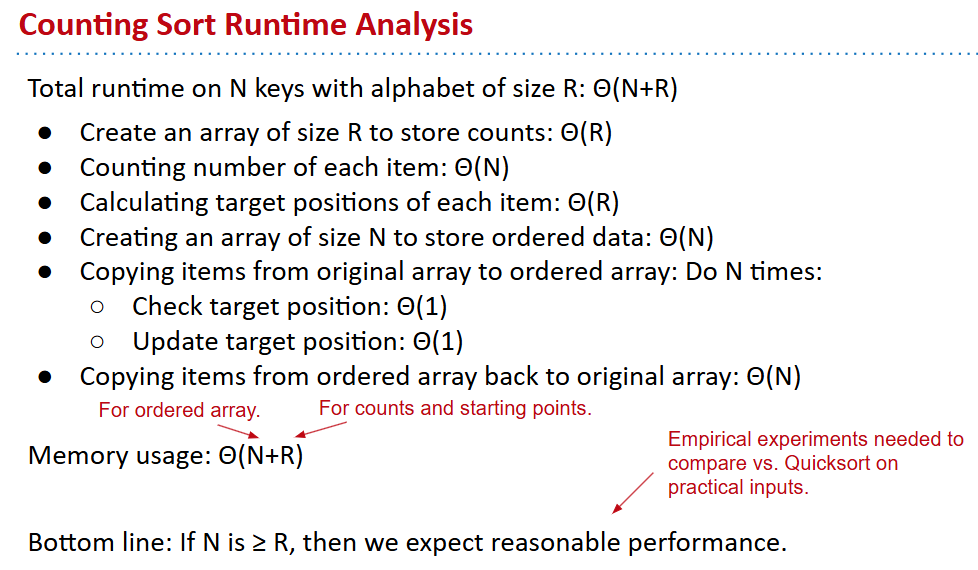 Counting Sort Runtime Analysis
Total runtime on N keys with alphabet of size R: Θ(N+R)
● Create an array of size R to store counts: Θ(R)
● Counting number of each item: Θ(N)
● Calculating target positions of each item: Θ(R)
● Creating an array of size N to store ordered data: Θ(N)
● Copying items from original array to ordered array: Do N times:
○ Check target position: Θ(1)
○ Update target position: Θ(1)
● Copying items from ordered array back to original array: Θ(N)
For ordered array.
For counts and starting points.
Memory usage: Θ(N+R)
Empirical experiments needed to
compare vs. Quicksort on
practical inputs.
Bottom line: If N is ≥ R, then we expect reasonable performance.